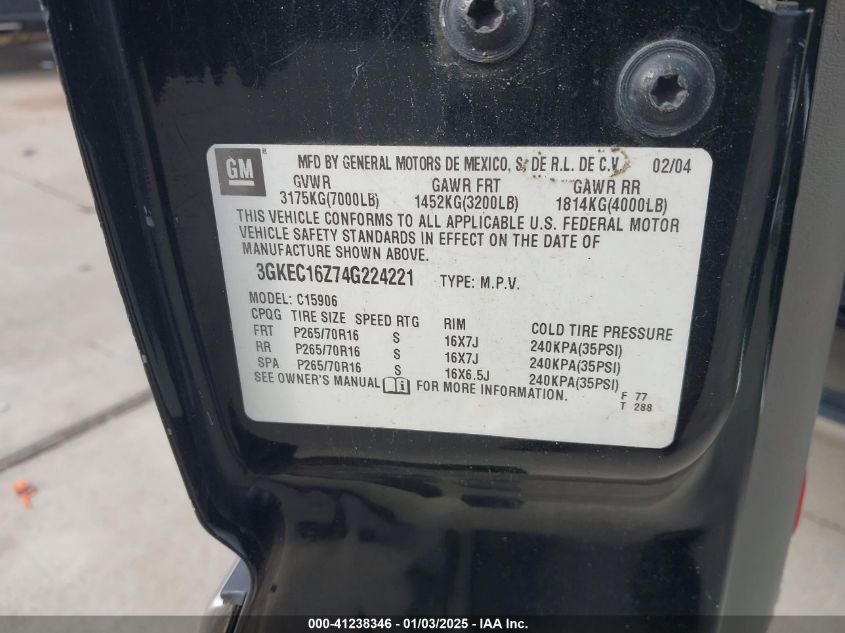 GM ® MFD BY GENERAL MOTORS DE MEXICO, S. DE R.L. DE C.V. 02/04
GVWR GAWR FRT GAWR RR
3175KG(7000LB) 1452KG(3200LB) 1814KG(4000LB)
THIS VEHICLE CONFORMS TO ALL APPLICABLE U.S. FEDERAL MOTOR
VEHICLE SAFETY STANDARDS IN EFFECT ON THE DATE OF
MANUFACTURE SHOWN ABOVE.
3GKEC16Z74G224221 TYPE: M.P.V.
MODEL: C15906
CPQG TIRE SIZE SPEED RTG RIM COLD TIRE PRESSURE
FRT P265/70R16 S 16X7J 240KPA(35PSI)
RR P265/70R16 S 16X7J 240KPA(35PSI)
SPA P265/70R16 S 16X6.5J 240KPA(35PSI)
SEE OWNER'S MANUAL i FOR MORE INFORMATION. F 77
T 288
000-41238346 - 01/03/2025 - IAA Inc.